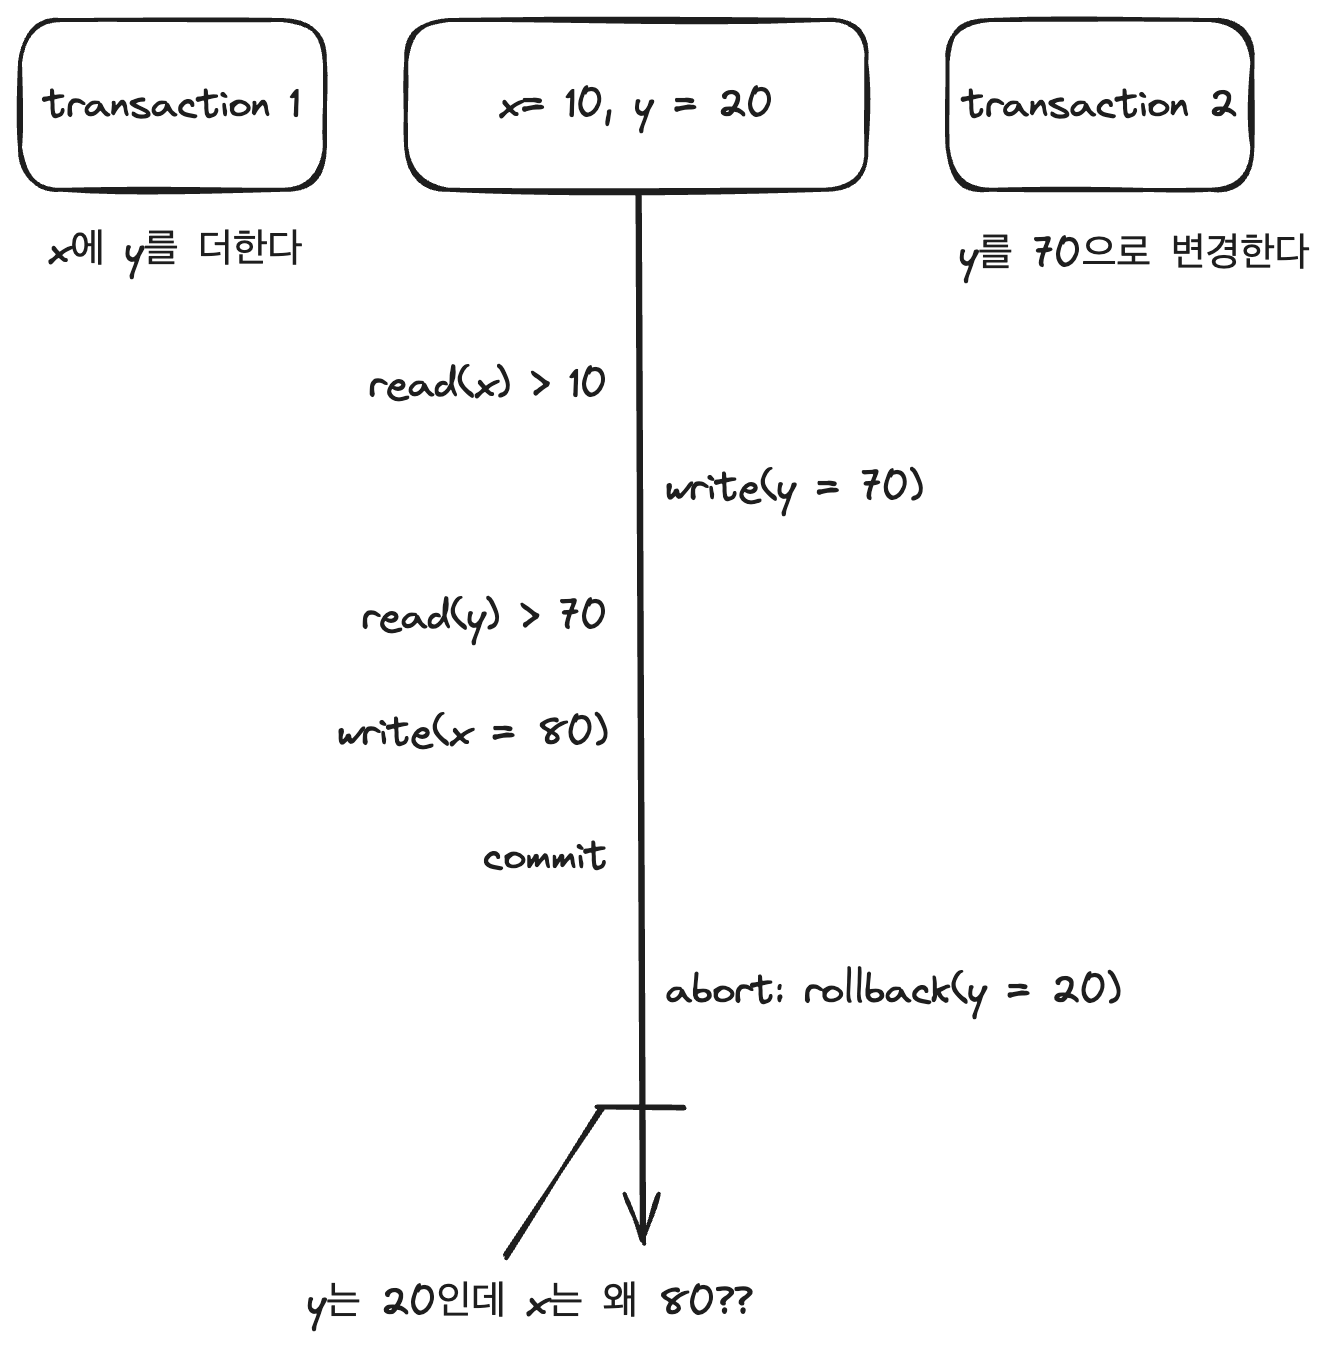 transaction 1
x= 10, y = 20
transaction 2
x에 y를 더한다
y를 70으로 변경한다
read(x) > 10
write(y = 70)
read(y) > 70
write(x = 80)
commit
abort: rollback(y = 20)
y는 20인데 x는 왜 80??